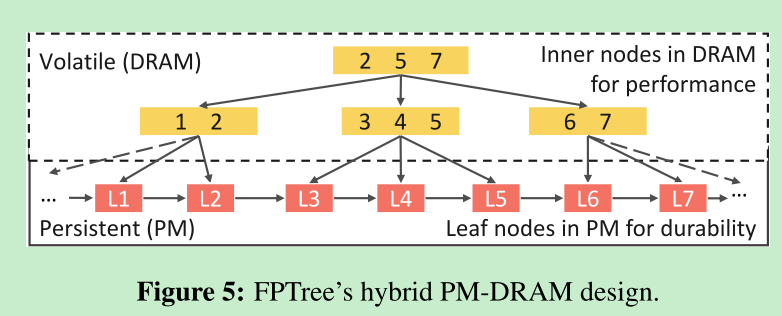 Volatile (DRAM)
2 5 7
Inner nodes in DRAM
for performance
1 2
3 4 5
6 7
...
L1
L2
L3
L4
L5
L6
L7
...
Persistent (PM)
Leaf nodes in PM for durability
Figure 5: FPTree's hybrid PM-DRAM design.